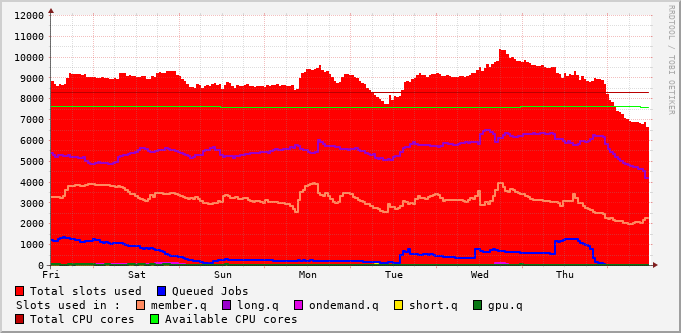 12000
11000
10000
9000
8000
7000
6000
5000
4000
3000
2000
1000
0
Fri Sat Sun Mon Tue Wed Thu
RRDTOOL / TOBI OETIKER
Total slots used Queued Jobs
Slots used in : member.q long.q ondemand.q short.q gpu.q
Total CPU cores Available CPU cores